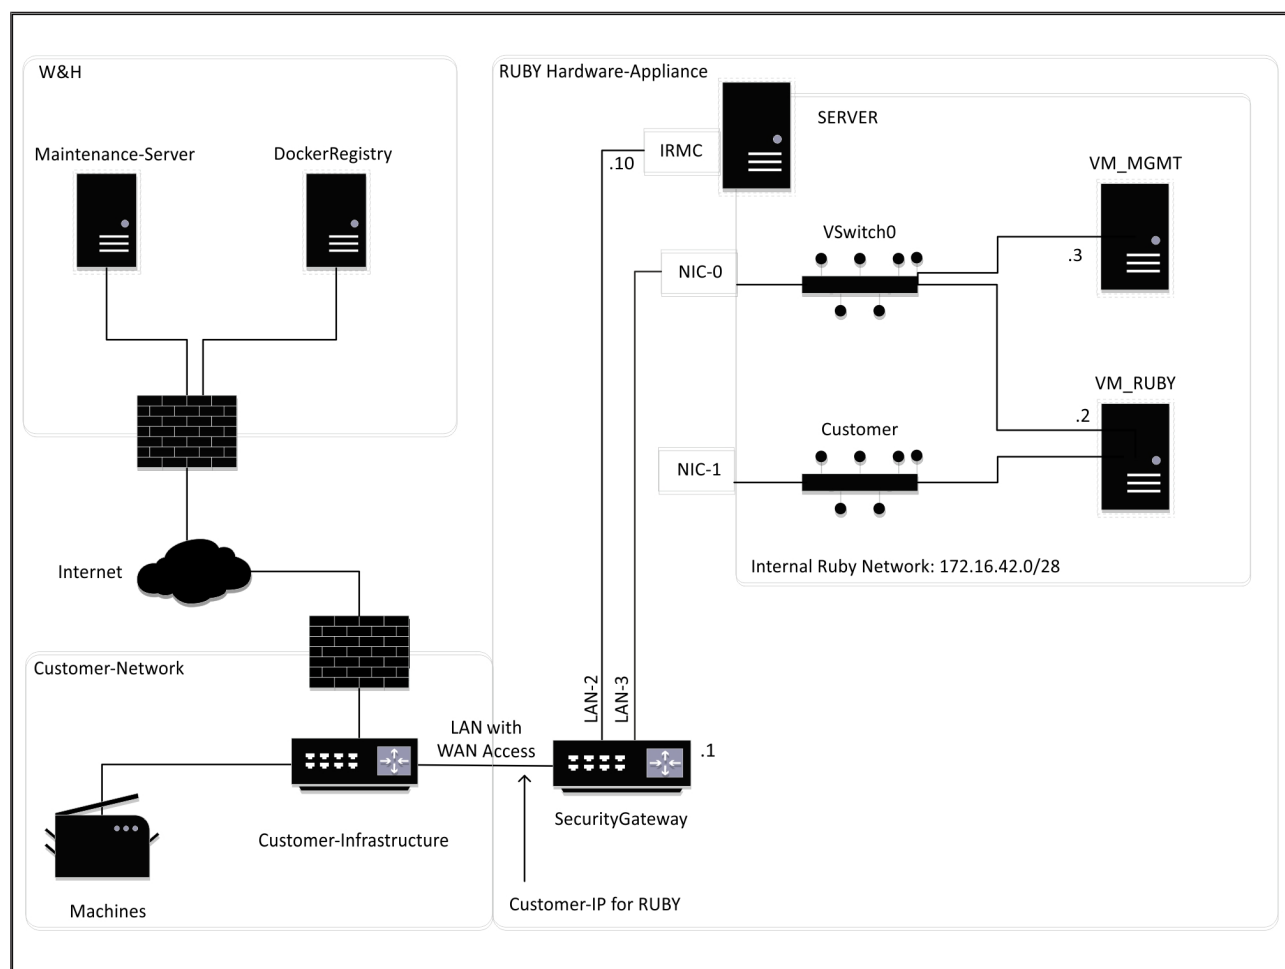 W&H
Maintenance-Server
DockerRegistry
Internet
Customer-Network
Customer-Infrastructure
Machines
LAN with
WAN Access
Customer-IP for RUBY
RUBY Hardware-Appliance
SERVER
IRMC
.10
VM_MGMT
VSwitch0
.3
NIC-0
VM_RUBY
.2
Customer
NIC-1
Internal Ruby Network: 172.16.42.0/28
LAN-2
LAN-3
.1
SecurityGateway